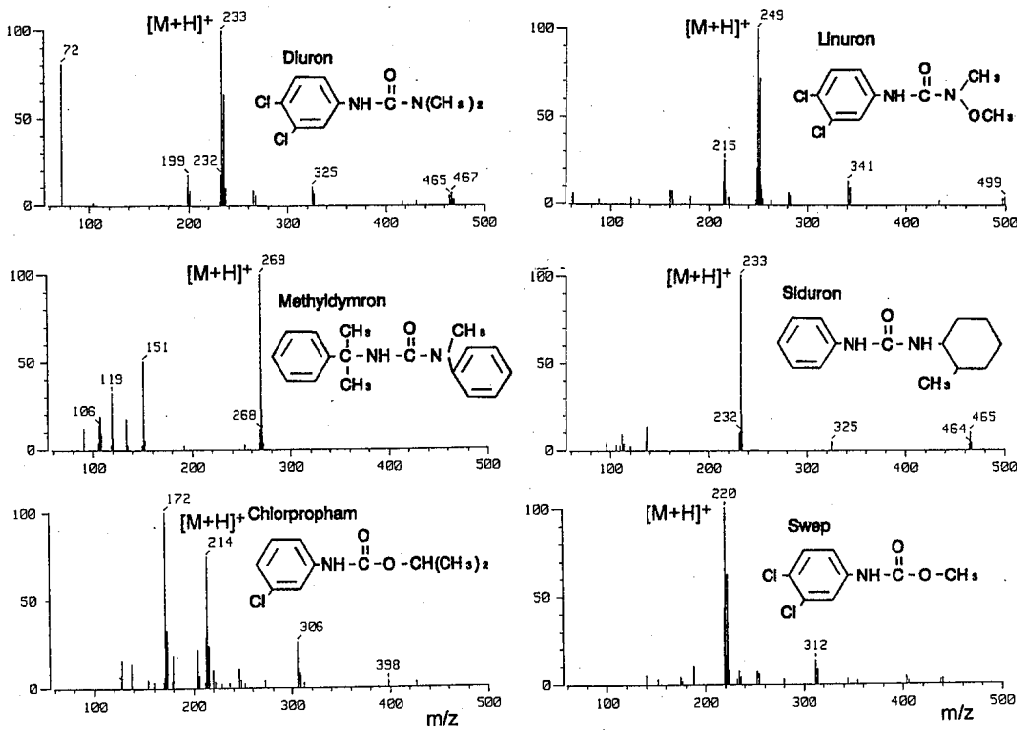 [M+H]+ 233
100
72
Diuron
O
Cl NH C N(CH₃)₂
Cl
50
199 232 325 465 467
0
100 200 300 400 500
[M+H]+ 249
100
Linuron
O CH₃
Cl NH C N
Cl OCH₃
50
215 341 499
0
100 200 300 400 500
[M+H]+ 269
100
Methyldymron
CH₃ O CH₃
C NH C N
CH₃
50
151
119
106 268
0
100 200 300 400 500
[M+H]+ 233
100
Siduron
O
NH C NH
CH₃
50
232 325 464 465
0
100 200 300 400 500
172
100
[M+H]+ Chlorpropham
214
O
NH C O CH(CH₃)₂
Cl
50
306
398
0
100 200 300 400 500
m/z
[M+H]+ 220
100
Swep
O
Cl NH C O CH₃
Cl
50
312
0
100 200 300 400 500
m/z